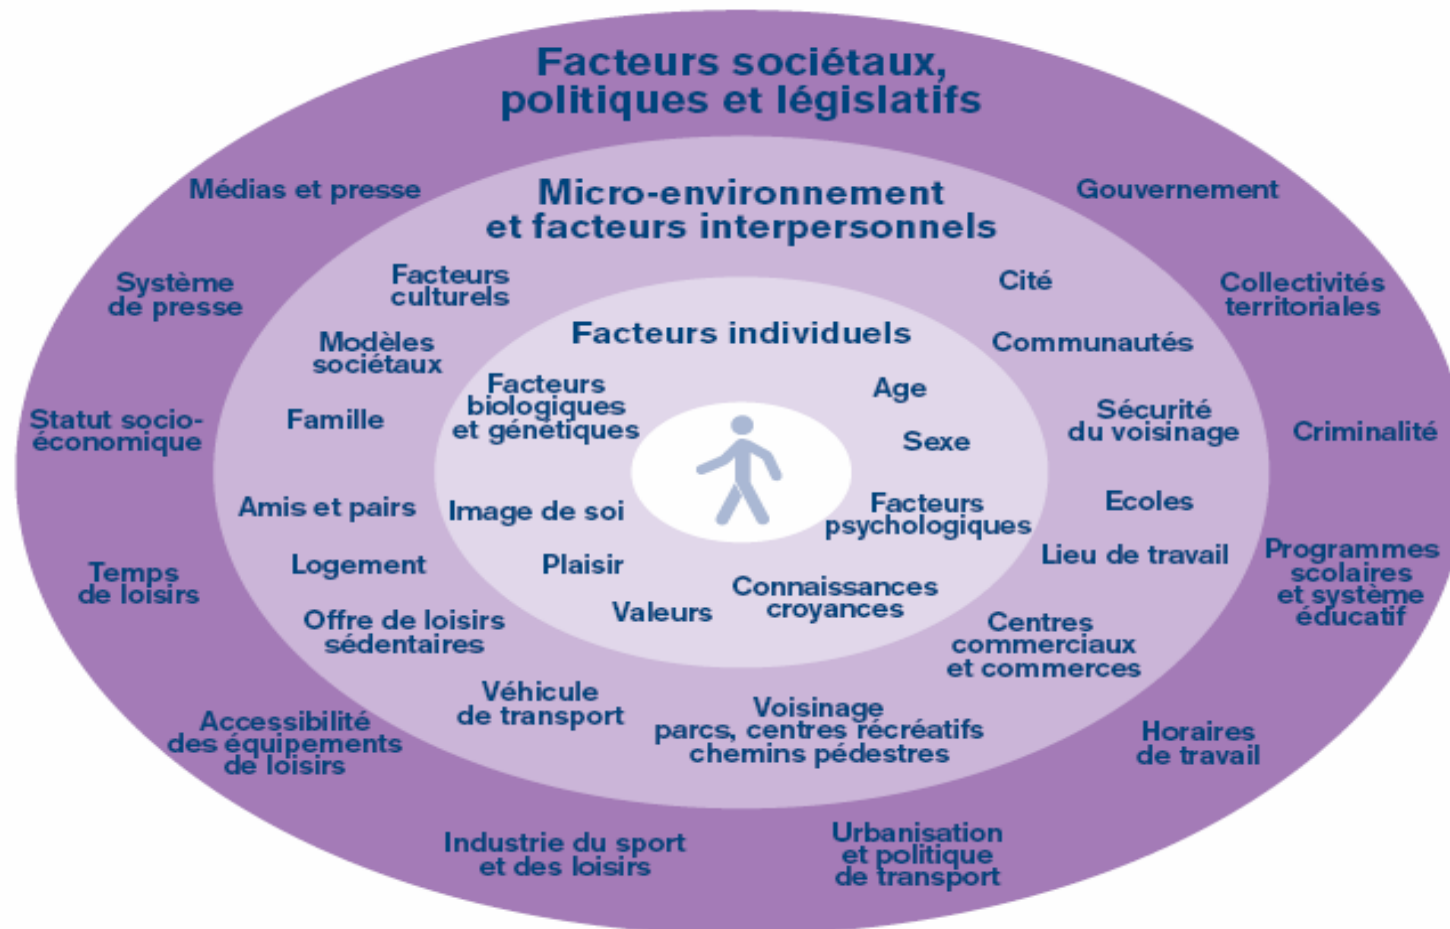 Facteurs sociétaux,
politiques et législatifs
Médias et presse
Gouvernement
Système
de presse
Collectivités
territoriales
Statut socio-
économique
Criminalité
Temps
de loisirs
Programmes
scolaires
et système
éducatif
Accessibilité
des équipements
de loisirs
Horaires
de travail
Industrie du sport
et des loisirs
Urbanisation
et politique
de transport
Micro-environnement
et facteurs interpersonnels
Facteurs
culturels
Cité
Modèles
sociétaux
Communautés
Famille
Sécurité
du voisinage
Amis et pairs
Ecoles
Logement
Lieu de travail
Offre de loisirs
sédentaires
Centres
commerciaux
et commerces
Véhicule
de transport
Voisinage
parcs, centres récréatifs
chemins pédestres
Facteurs individuels
Facteurs
biologiques
et génétiques
Age
Sexe
Image de soi
Facteurs
psychologiques
Plaisir
Connaissances
croyances
Valeurs